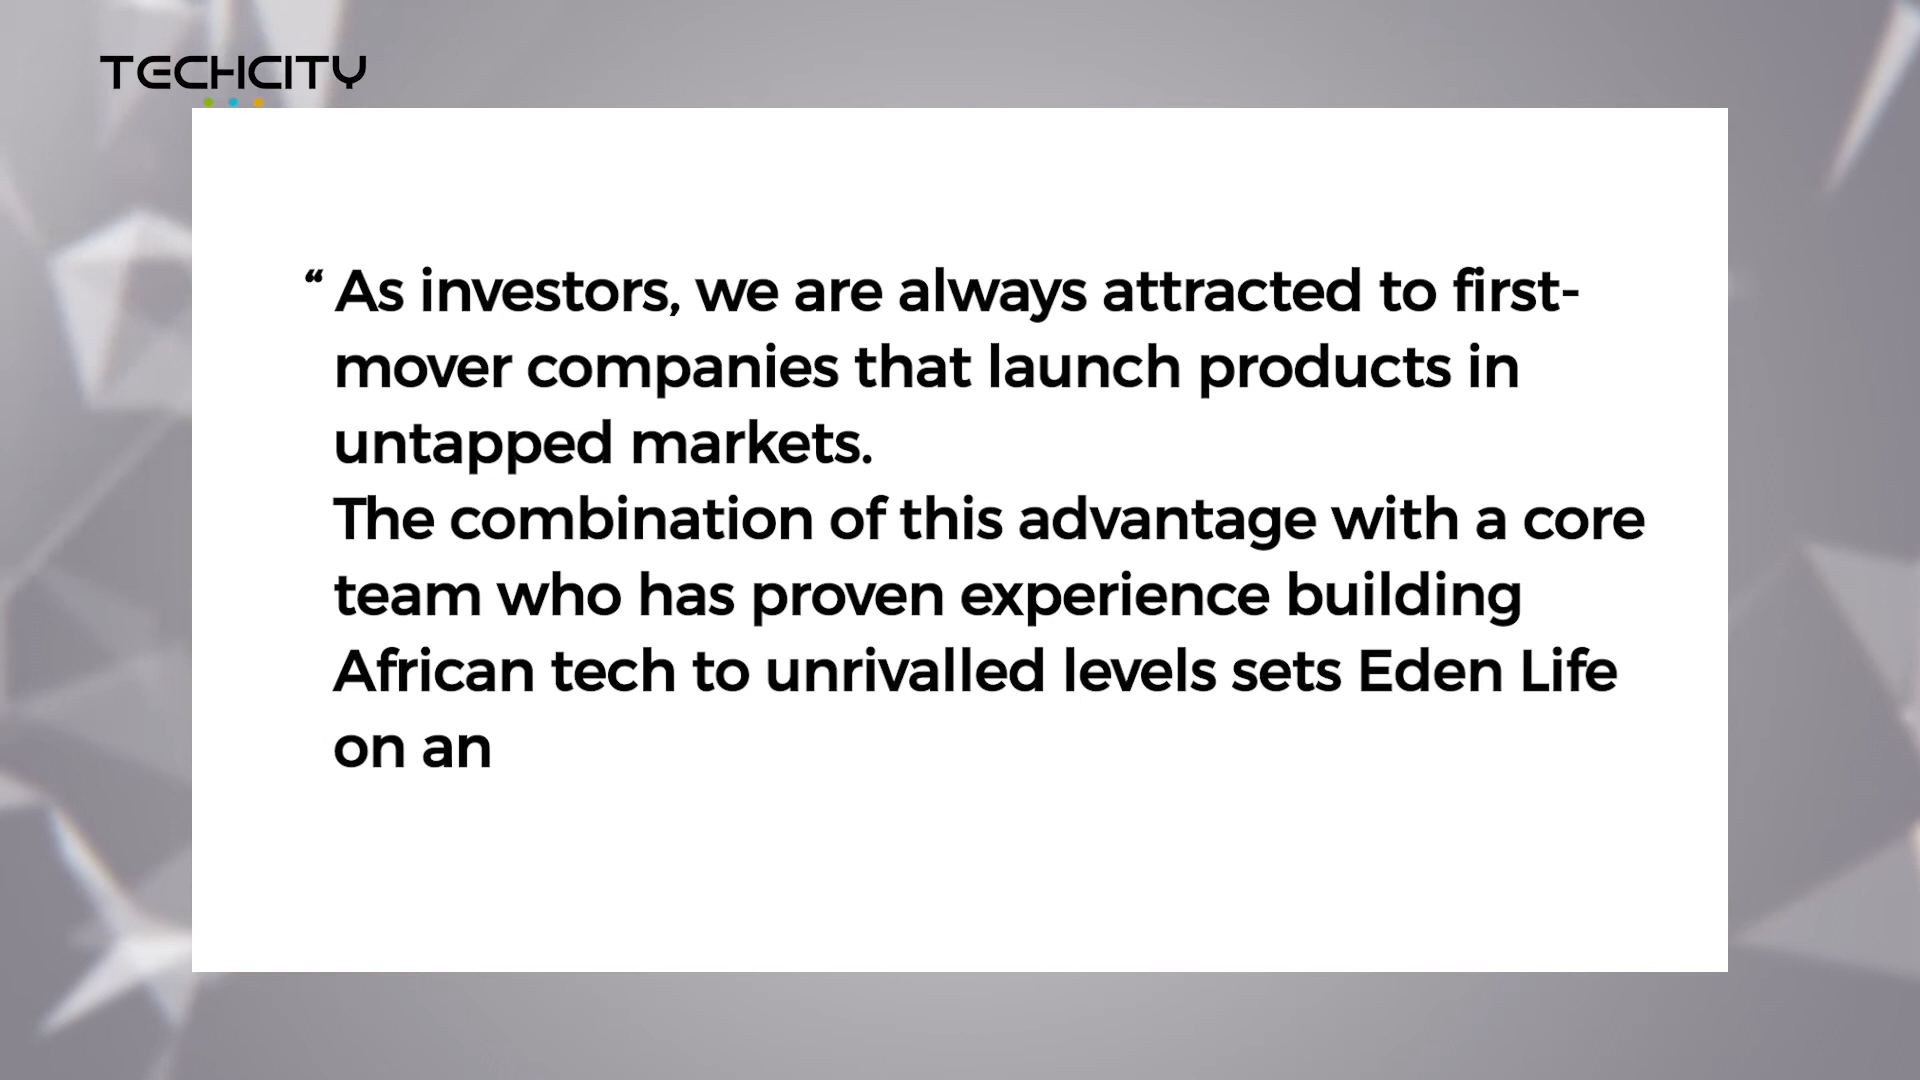 TECHCITY
“ As investors, we are always attracted to first-
mover companies that launch products in
untapped markets.
The combination of this advantage with a core
team who has proven experience building
African tech to unrivalled levels sets Eden Life
on an